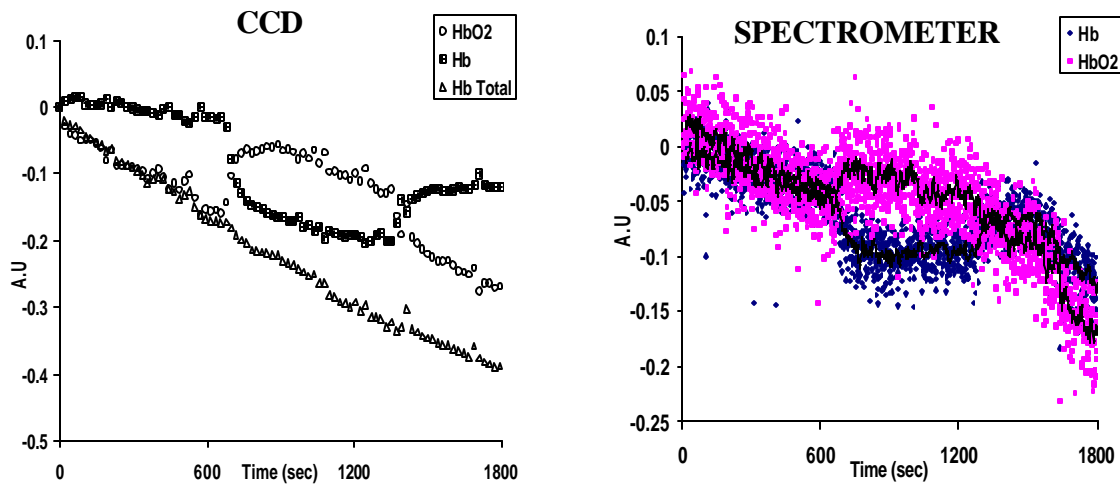 CCD
HbO2
Hb
Hb Total
0.1
0
-0.1
-0.2
-0.3
-0.4
-0.5
A.U
0 600 1200 1800
Time (sec)
SPECTROMETER
Hb
HbO2
0.1
0.05
0
-0.05
-0.1
-0.15
-0.2
-0.25
A.U
0 600 1200 1800
Time (sec)